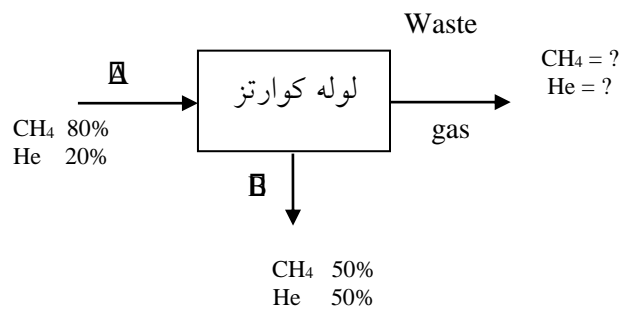 Waste
CH₄ = ?
He = ?
A
لوله کوارتز
CH₄ 80%
He 20%
gas
B
CH₄ 50%
He 50%